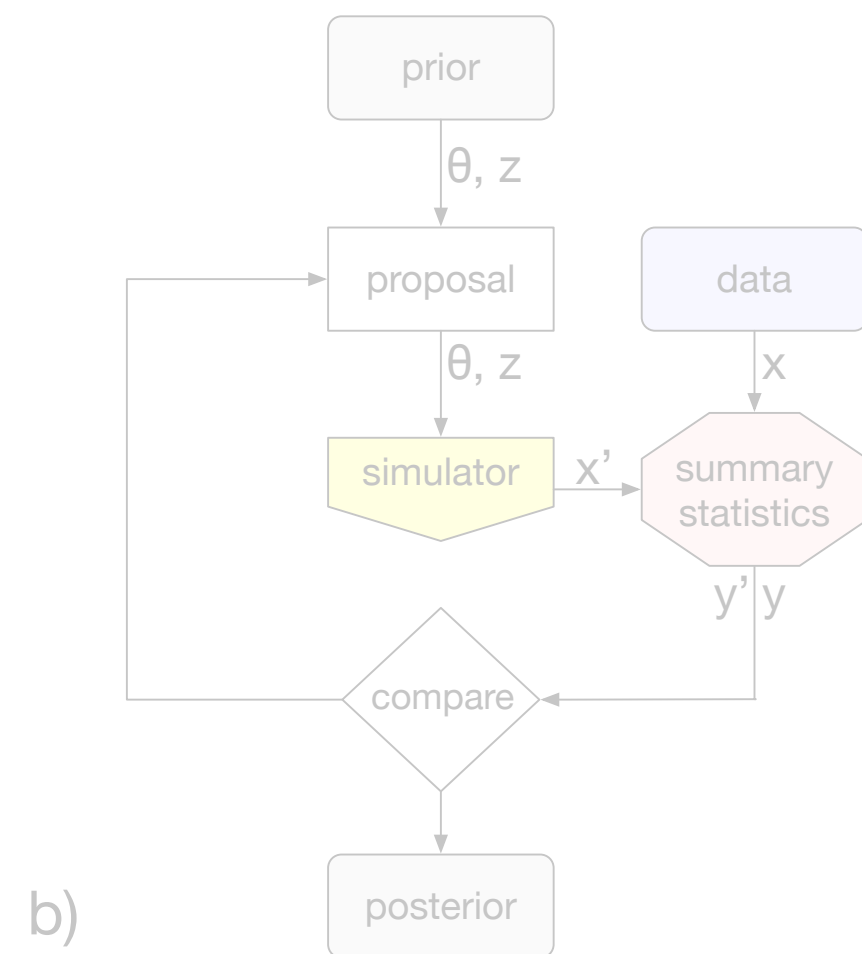 prior
θ, z
proposal
data
θ, z
x
simulator
x’
summary
statistics
y’ y
compare
posterior
b)